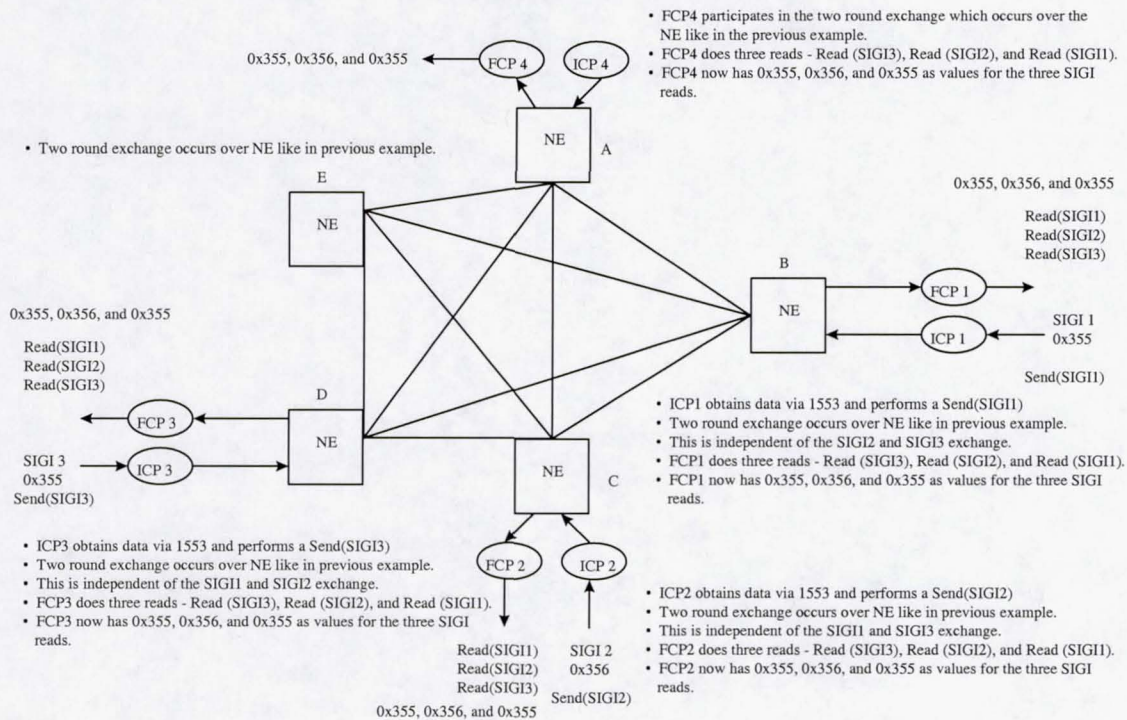 • FCP4 participates in the two round exchange which occurs over the
NE like in the previous example.
• FCP4 does three reads - Read (SIGI3), Read (SIGI2), and Read (SIGI1).
• FCP4 now has 0x355, 0x356, and 0x355 as values for the three SIGI
reads.
0x355, 0x356, and 0x355
FCP 4
ICP 4
NE
A
• Two round exchange occurs over NE like in previous example.
E
NE
0x355, 0x356, and 0x355
Read(SIGI1)
Read(SIGI2)
Read(SIGI3)
B
NE
FCP 1
ICP 1
SIGI 1
0x355
Send(SIGI1)
0x355, 0x356, and 0x355
Read(SIGI1)
Read(SIGI2)
Read(SIGI3)
D
NE
FCP 3
ICP 3
SIGI 3
0x355
Send(SIGI3)
• ICP1 obtains data via 1553 and performs a Send(SIGI1)
• Two round exchange occurs over NE like in previous example.
• This is independent of the SIGI2 and SIGI3 exchange.
• FCP1 does three reads - Read (SIGI3), Read (SIGI2), and Read (SIGI1).
• FCP1 now has 0x355, 0x356, and 0x355 as values for the three SIGI
reads.
NE
C
FCP 2
ICP 2
• ICP3 obtains data via 1553 and performs a Send(SIGI3)
• Two round exchange occurs over NE like in previous example.
• This is independent of the SIGI1 and SIGI2 exchange.
• FCP3 does three reads - Read (SIGI3), Read (SIGI2), and Read (SIGI1).
• FCP3 now has 0x355, 0x356, and 0x355 as values for the three SIGI
reads.
Read(SIGI1)
Read(SIGI2)
Read(SIGI3)
0x355, 0x356, and 0x355
SIGI 2
0x356
Send(SIGI2)
• ICP2 obtains data via 1553 and performs a Send(SIGI2)
• Two round exchange occurs over NE like in previous example.
• This is independent of the SIGI1 and SIGI3 exchange.
• FCP2 does three reads - Read (SIGI3), Read (SIGI2), and Read (SIGI1).
• FCP2 now has 0x355, 0x356, and 0x355 as values for the three SIGI
reads.